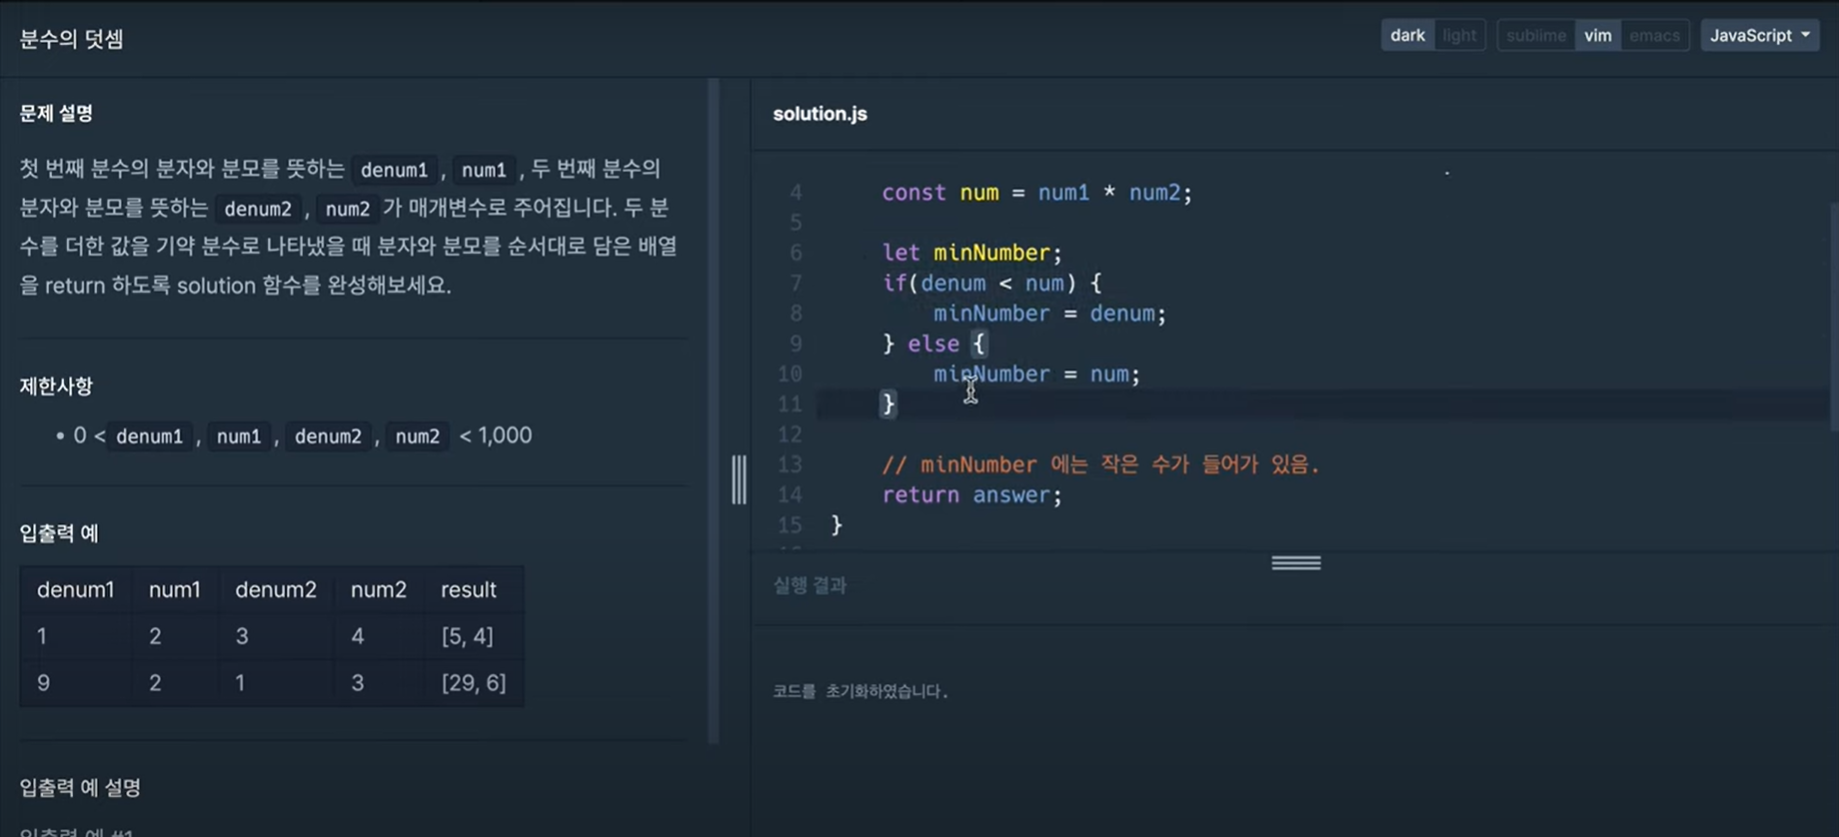 분수의 덧셈
dark light sublime vim emacs JavaScript
문제 설명
첫 번째 분수의 분자와 분모를 뜻하는 denum1, num1, 두 번째 분수의
분자와 분모를 뜻하는 denum2, num2 가 매개변수로 주어집니다. 두 분
수를 더한 값을 기약 분수로 나타냈을 때 분자와 분모를 순서대로 담은 배열
을 return 하도록 solution 함수를 완성해보세요.
제한사항
• 0 < denum1, num1, denum2, num2 < 1,000
입출력 예
denum1 num1 denum2 num2 result
1 2 3 4 [5, 4]
9 2 1 3 [29, 6]
입출력 예 설명
입출력 예 #1
solution.js
4 const num = num1 * num2;
5
6 let minNumber;
7 if(denum < num) {
8 minNumber = denum;
9 } else {
10 minNumber = num;
11 }
12
13 // minNumber 에는 작은 수가 들어가 있음.
14 return answer;
15 }
실행 결과
코드를 초기화하였습니다.